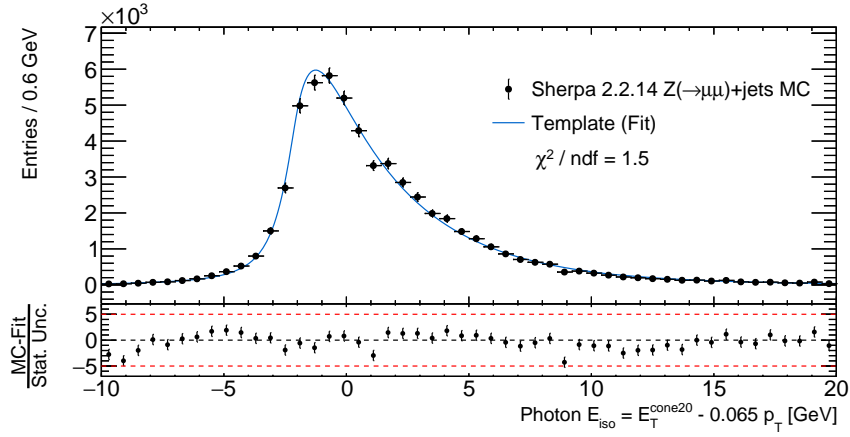 ×10³
7
6
5
4
3
2
1
0
Entries / 0.6 GeV
Sherpa 2.2.14 Z(→μμ)+jets MC
Template (Fit)
χ² / ndf = 1.5
5
0
−5
MC-Fit
Stat. Unc.
−10 −5 0 5 10 15 20
Photon E_iso = E_T^cone20 - 0.065 p_T [GeV]